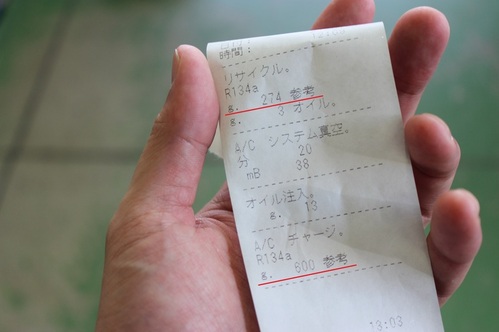 時間:
リサイクル。
R134a
g. 274 参考
g. 3 オイル。
A/C システム真空。
分 20
mB 38
オイル注入。
g. 13
A/C チャージ。
R134a
g. 600 参考
13:03